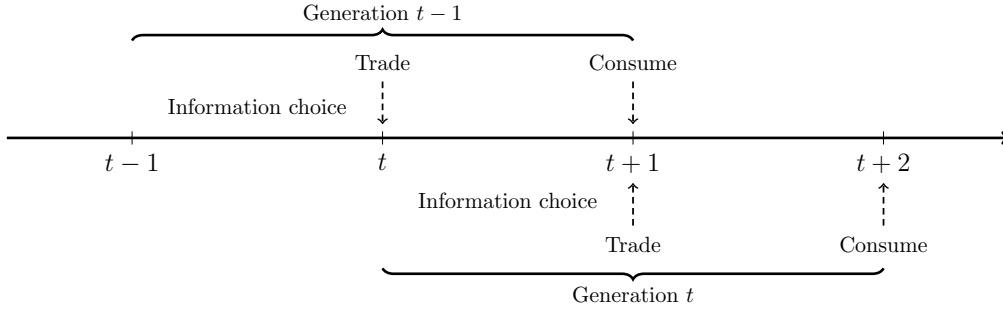 Generation t − 1
Trade Consume
Information choice
t − 1 t t + 1 t + 2
Information choice
Trade Consume
Generation t